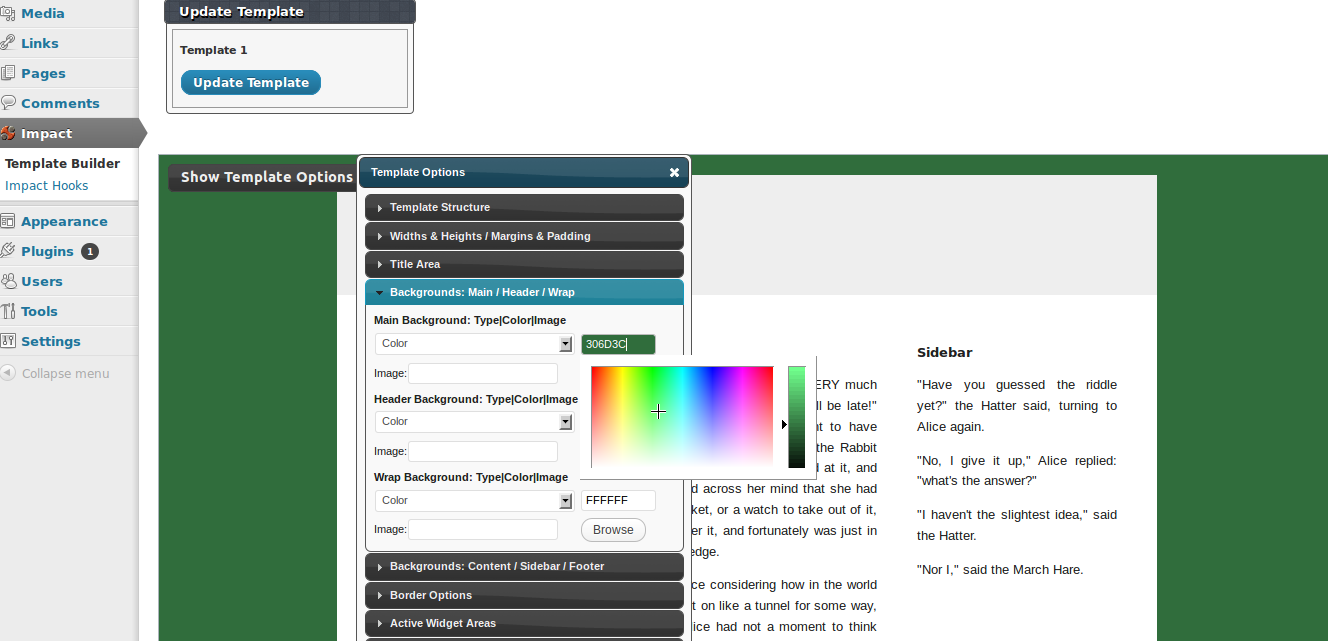 Media
Links
Pages
Comments
Impact
Template Builder
Impact Hooks
Appearance
Plugins 1
Users
Tools
Settings
Collapse menu
Update Template
Template 1
Update Template
Show Template Options
Template Options
Template Structure
Widths & Heights / Margins & Padding
Title Area
Backgrounds: Main / Header / Wrap
Main Background: Type|Color|Image
Color
306D3C
Image:
Header Background: Type|Color|Image
Color
Image:
Wrap Background: Type|Color|Image
Color
FFFFFF
Image:
Browse
Backgrounds: Content / Sidebar / Footer
Border Options
Active Widget Areas
ERY much
ll be late!"
to have
the Rabbit
at it, and
across her mind that she had
ket, or a watch to take out of it,
er it, and fortunately was just in
edge.
ce considering how in the world
t on like a tunnel for some way,
lice had not a moment to think
Sidebar
"Have you guessed the riddle
yet?" the Hatter said, turning to
Alice again.
"No, I give it up," Alice replied:
"what's the answer?"
"I haven't the slightest idea," said
the Hatter.
"Nor I," said the March Hare.